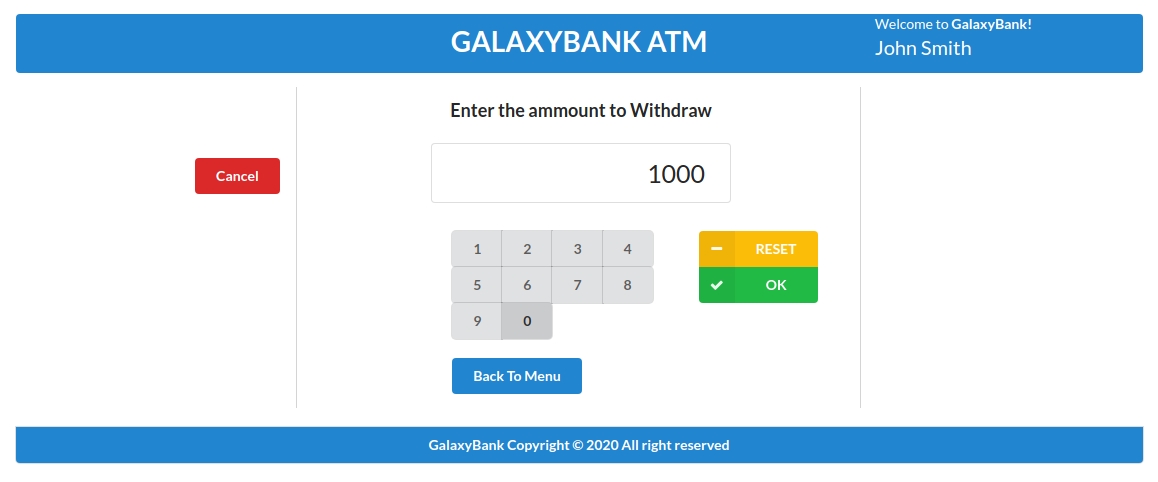 GALAXYBANK ATM
Welcome to GalaxyBank!
John Smith
Enter the ammount to Withdraw
Cancel
1000
1 2 3 4
RESET
5 6 7 8
OK
9 0
Back To Menu
GalaxyBank Copyright © 2020 All right reserved